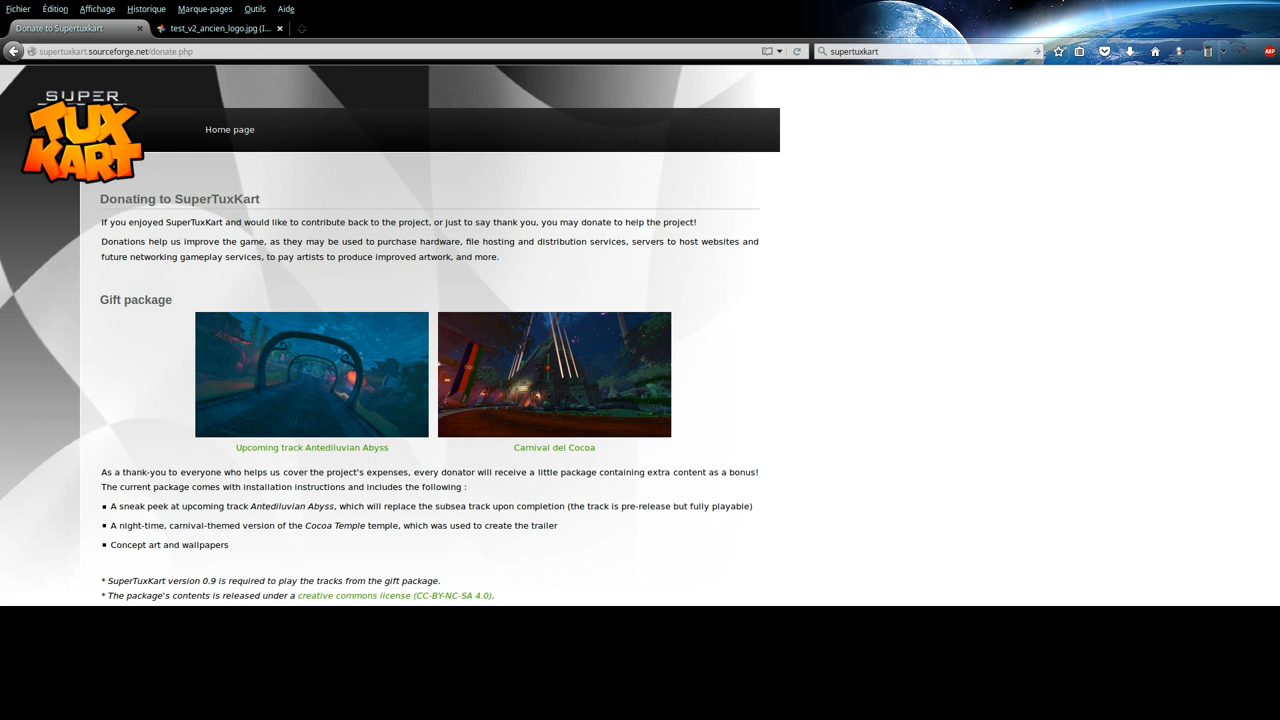 Fichier Édition Affichage Historique Marque-pages Outils Aide
Donate to Supertuxkart
test_v2_ancien_logo.jpg (I...
supertuxkart.sourceforge.net/donate.php
supertuxkart
ABP
SUPER
TUX
KART
Home page
Donating to SuperTuxKart
If you enjoyed SuperTuxKart and would like to contribute back to the project, or just to say thank you, you may donate to help the project!
Donations help us improve the game, as they may be used to purchase hardware, file hosting and distribution services, servers to host websites and
future networking gameplay services, to pay artists to produce improved artwork, and more.
Gift package
Upcoming track Antediluvian Abyss
Carnival del Cocoa
As a thank-you to everyone who helps us cover the project's expenses, every donator will receive a little package containing extra content as a bonus!
The current package comes with installation instructions and includes the following :
A sneak peek at upcoming track Antediluvian Abyss, which will replace the subsea track upon completion (the track is pre-release but fully playable)
A night-time, carnival-themed version of the Cocoa Temple temple, which was used to create the trailer
Concept art and wallpapers
* SuperTuxKart version 0.9 is required to play the tracks from the gift package.
* The package's contents is released under a creative commons license (CC-BY-NC-SA 4.0).